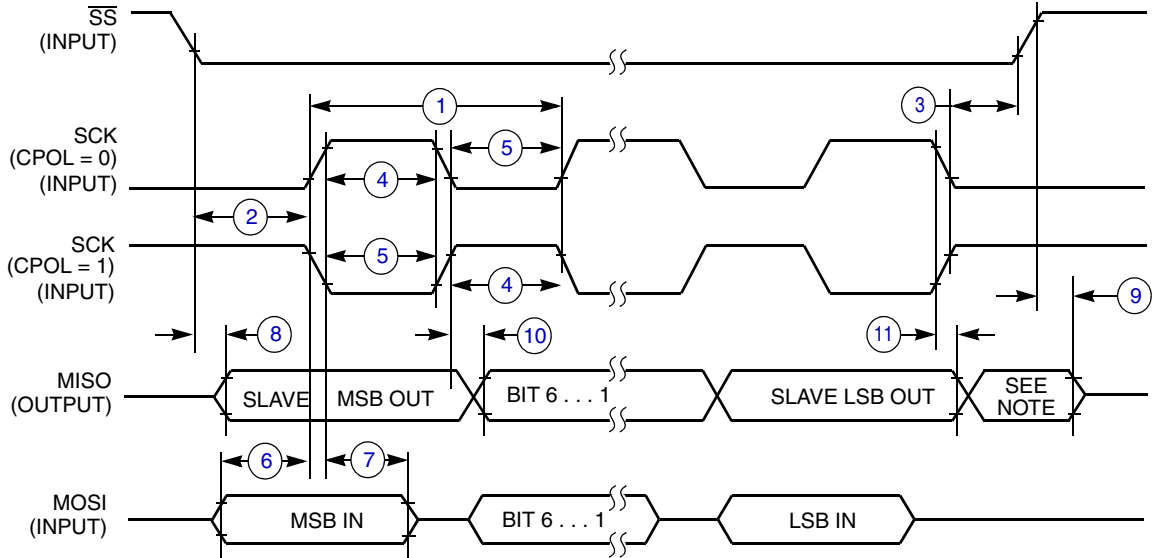 SS
(INPUT)
1
3
SCK
(CPOL = 0)
(INPUT)
5
4
2
SCK
(CPOL = 1)
(INPUT)
5
4
9
8
10
11
MISO
(OUTPUT)
SLAVE MSB OUT
BIT 6 . . . 1
SLAVE LSB OUT
SEE
NOTE
6
7
MOSI
(INPUT)
MSB IN
BIT 6 . . . 1
LSB IN